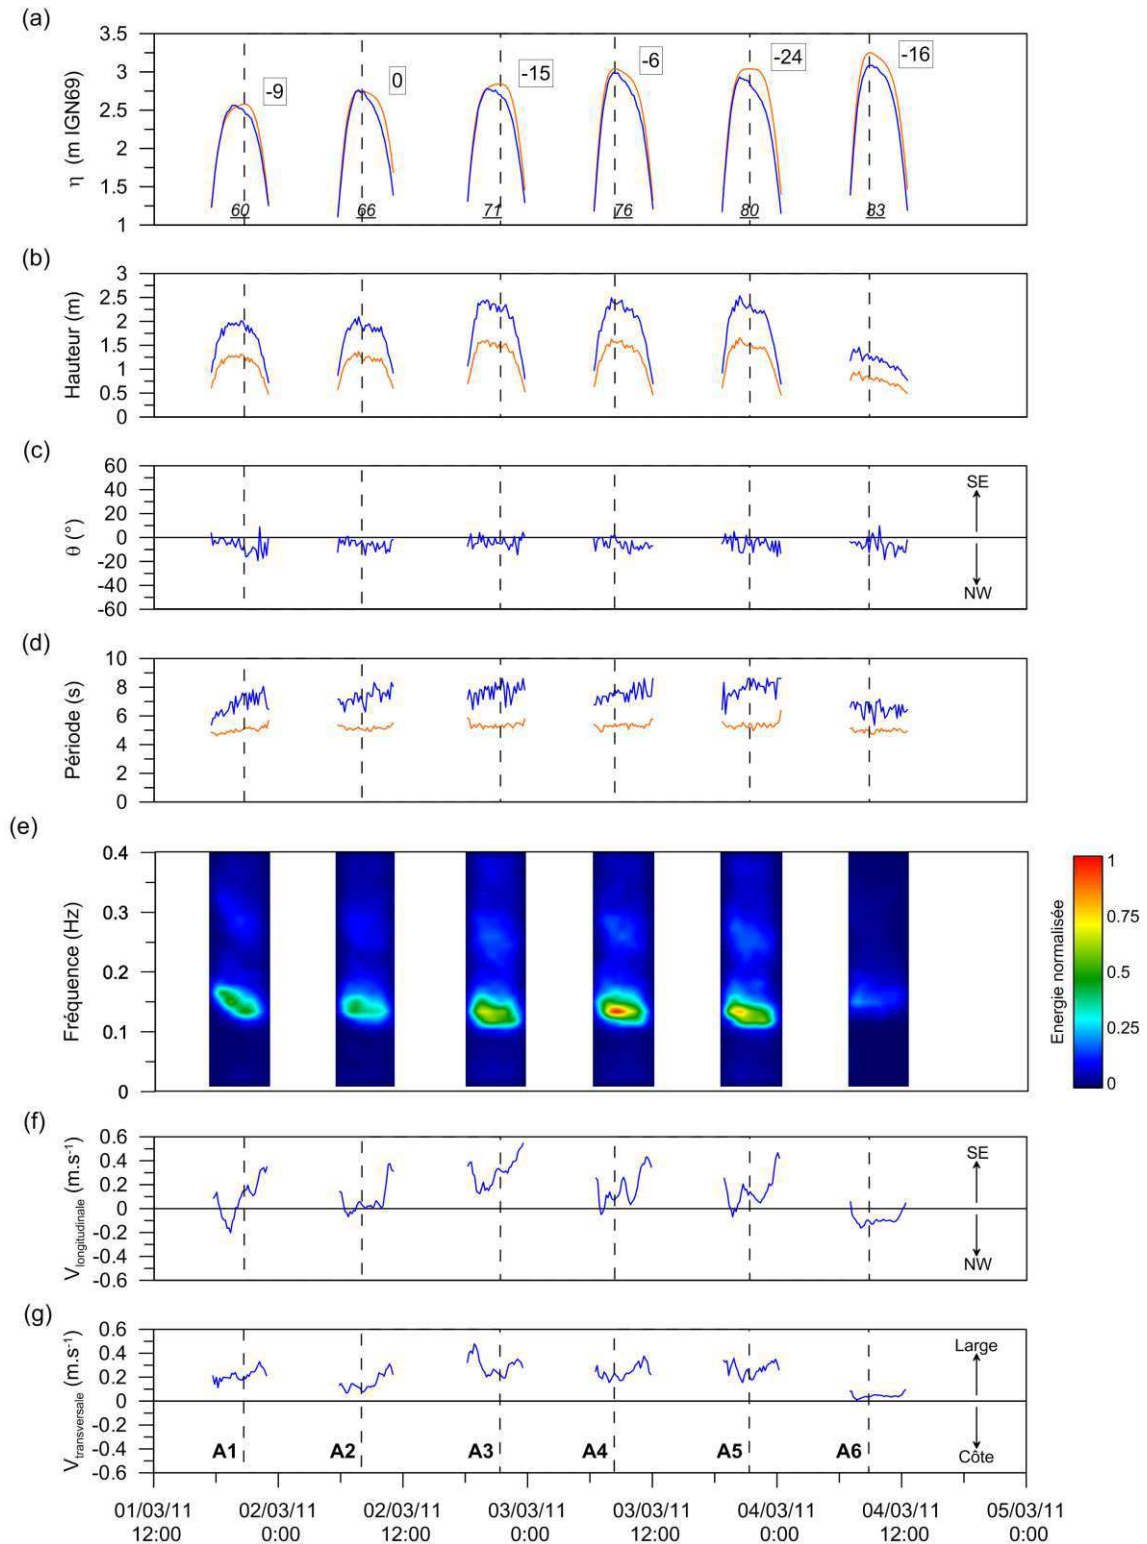 (a)
3.5
3
2.5
2
1.5
1
η (m IGN69)
-9
0
-15
-6
-24
-16
60
66
71
76
80
83
(b)
3
2.5
2
1.5
1
0.5
0
Hauteur (m)
(c)
60
40
20
0
-20
-40
-60
θ (°)
SE
NW
(d)
10
8
6
4
2
0
Période (s)
(e)
0.4
0.3
0.2
0.1
0
Fréquence (Hz)
1
0.75
0.5
0.25
0
Energie normalisée
(f)
0.6
0.4
0.2
0
-0.2
-0.4
-0.6
V longitudinale (m.s-1)
SE
NW
(g)
0.6
0.4
0.2
0
-0.2
-0.4
-0.6
V transversale (m.s-1)
Large
Côte
A1
A2
A3
A4
A5
A6
01/03/11 02/03/11 02/03/11 03/03/11 03/03/11 04/03/11 04/03/11 05/03/11
12:00 0:00 12:00 0:00 12:00 0:00 12:00 0:00